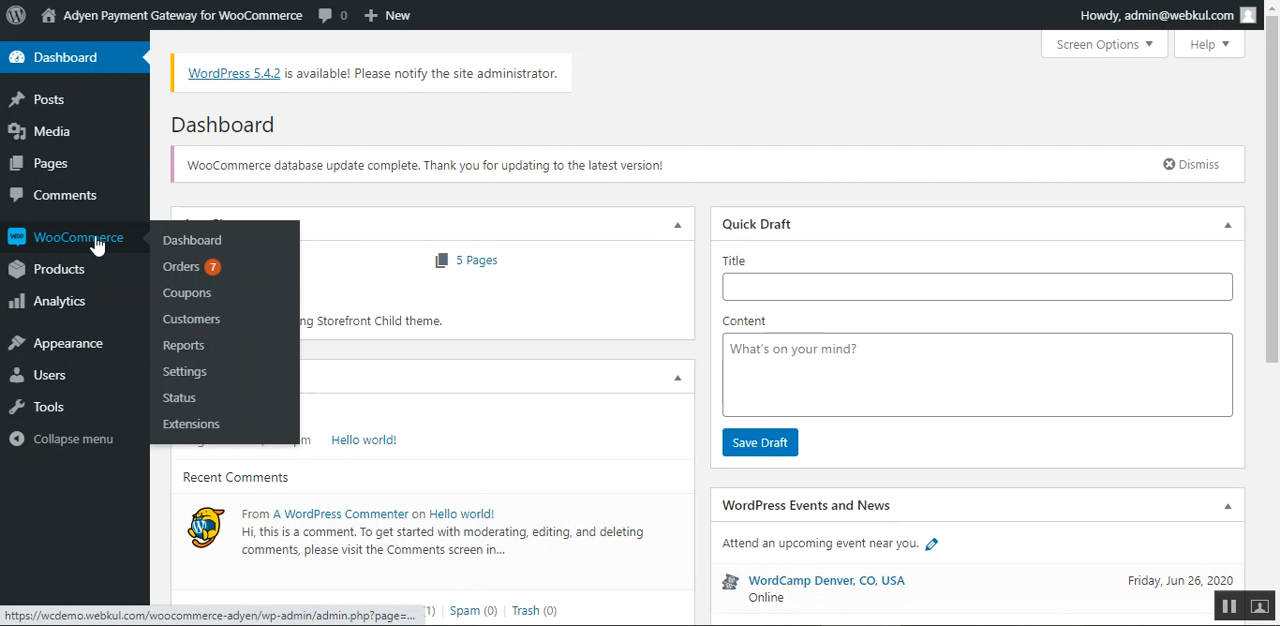 Adyen Payment Gateway for WooCommerce
0
New
Howdy, admin@webkul.com
Dashboard
Posts
Media
Pages
Comments
WooCommerce
Products
Analytics
Appearance
Users
Tools
Collapse menu
Dashboard
Orders 7
Coupons
Customers
Reports
Settings
Status
Extensions
Screen Options
Help
WordPress 5.4.2 is available! Please notify the site administrator.
Dashboard
WooCommerce database update complete. Thank you for updating to the latest version!
Dismiss
5 Pages
ng Storefront Child theme.
Hello world!
Recent Comments
From A WordPress Commenter on Hello world!
Hi, this is a comment. To get started with moderating, editing, and deleting
comments, please visit the Comments screen in...
(1) | Spam (0) | Trash (0)
Quick Draft
Title
Content
What's on your mind?
Save Draft
WordPress Events and News
Attend an upcoming event near you.
WordCamp Denver, CO, USA
Friday, Jun 26, 2020
Online
https://wcdemo.webkul.com/woocommerce-adyen/wp-admin/admin.php?page=...